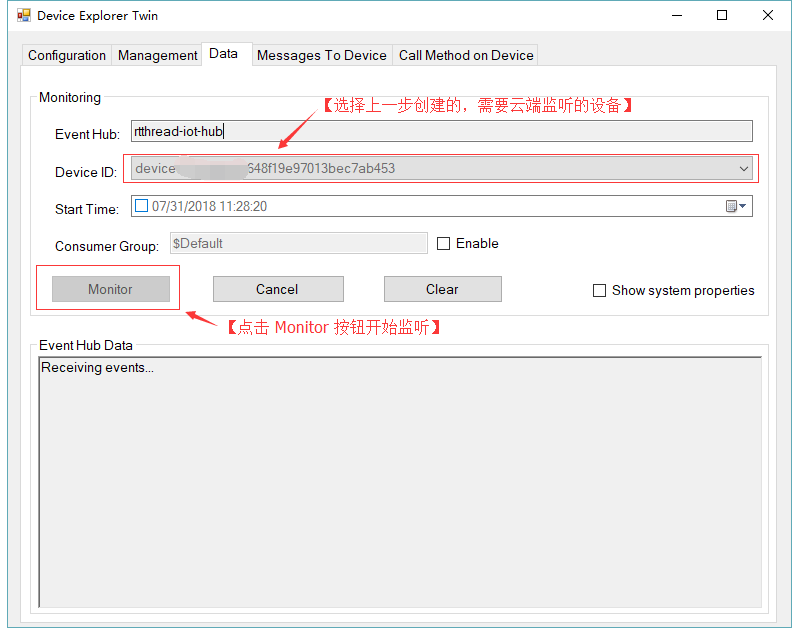 Device Explorer Twin
Configuration Management Data Messages To Device Call Method on Device
Monitoring
【选择上一步创建的，需要云端监听的设备】
Event Hub: rtthread-iot-hub
Device ID: device 648f19e97013bec7ab453
Start Time: 07/31/2018 11:28:20
Consumer Group: $Default Enable
Monitor Cancel Clear Show system properties
【点击 Monitor 按钮开始监听】
Event Hub Data
Receiving events...